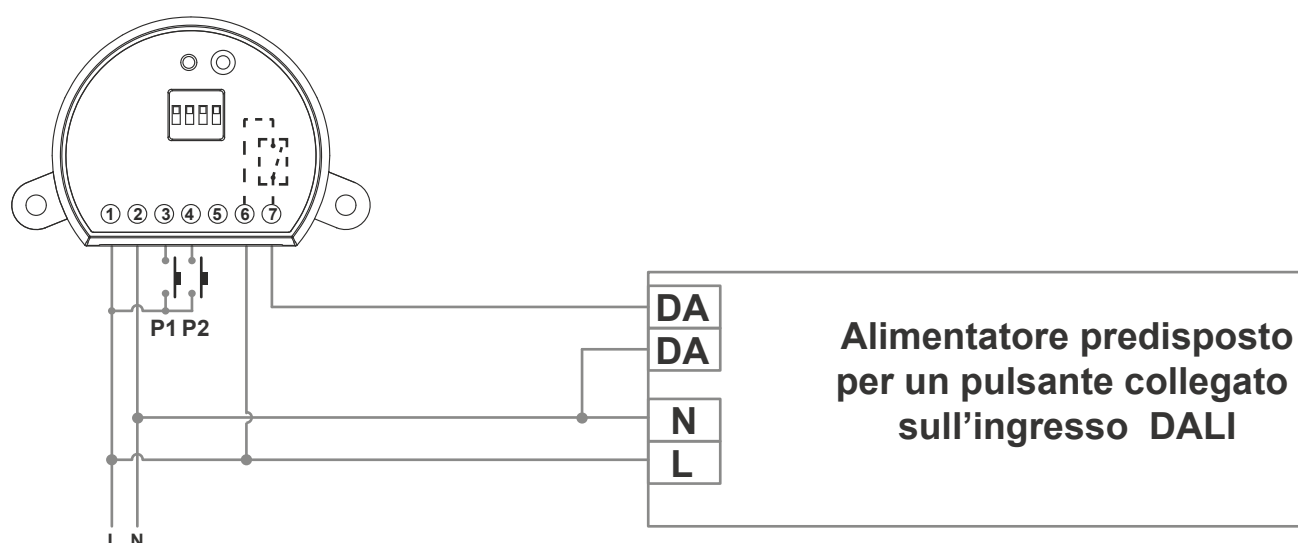 1 2 3 4 5 6 7
P1 P2
DA
DA
N
L
Alimentatore predisposto
per un pulsante collegato
sull'ingresso DALI
L N